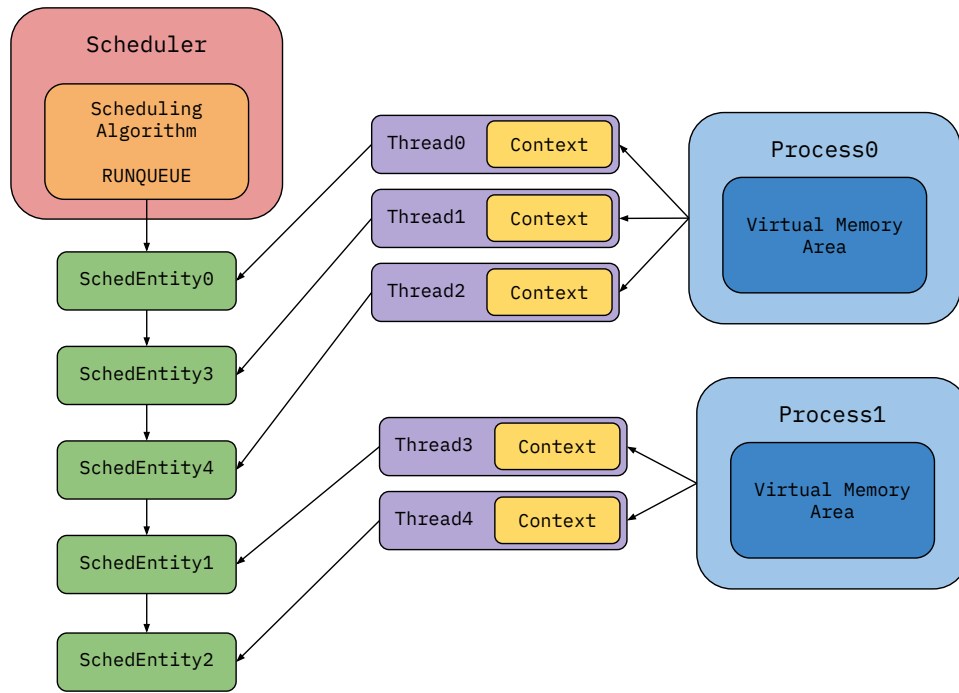 Scheduler
Scheduling
Algorithm
RUNQUEUE
SchedEntity0
SchedEntity3
SchedEntity4
SchedEntity1
SchedEntity2
Thread0
Context
Thread1
Context
Thread2
Context
Thread3
Context
Thread4
Context
Process0
Virtual Memory
Area
Process1
Virtual Memory
Area